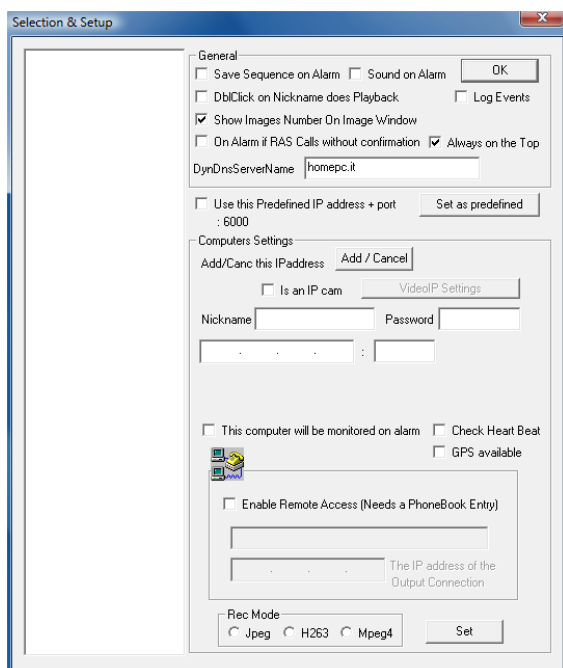 Selection & Setup
General
Save Sequence on Alarm Sound on Alarm OK
DblClick on Nickname does Playback Log Events
Show Images Number On Image Window
On Alarm if RAS Calls without confirmation Always on the Top
DynDnsServerName homepc.it
Use this Predefined IP address + port Set as predefined
: 6000
Computers Settings
Add/Canc this IPaddress Add / Cancel
Is an IP cam VideoIP Settings
Nickname Password
. . . :
This computer will be monitored on alarm Check Heart Beat
GPS available
Enable Remote Access (Needs a PhoneBook Entry)
. . . The IP address of the
Output Connection
Rec Mode
Jpeg H263 Mpeg4 Set